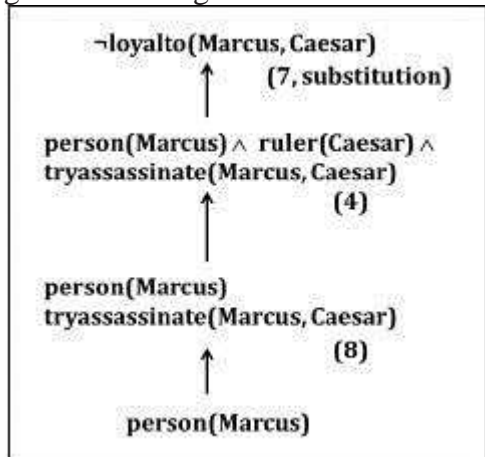 ¬loyalto(Marcus, Caesar)
(7, substitution)
person(Marcus) ∧ ruler(Caesar) ∧
tryassassinate(Marcus, Caesar)
(4)
person(Marcus)
tryassassinate(Marcus, Caesar)
(8)
person(Marcus)